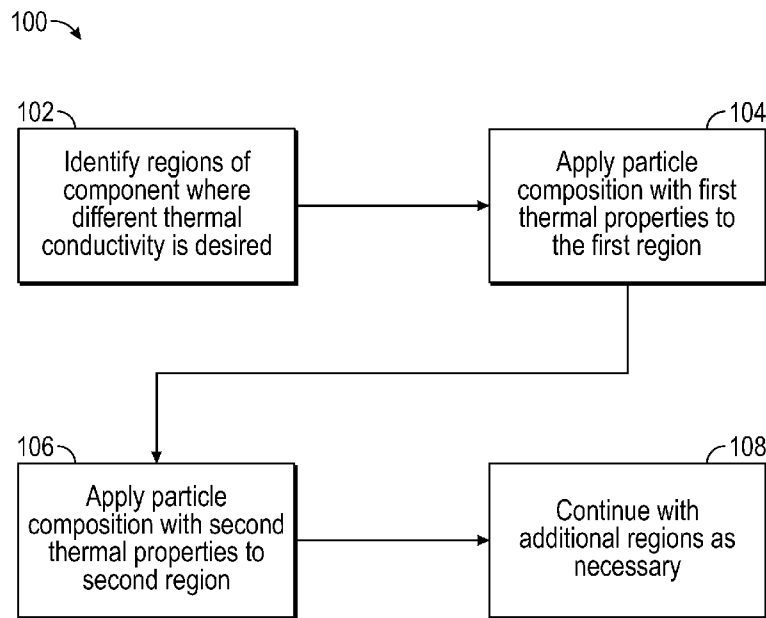 100
102
Identify regions of
component where
different thermal
conductivity is desired
104
Apply particle
composition with first
thermal properties to
the first region
106
Apply particle
composition with second
thermal properties to
second region
108
Continue with
additional regions as
necessary